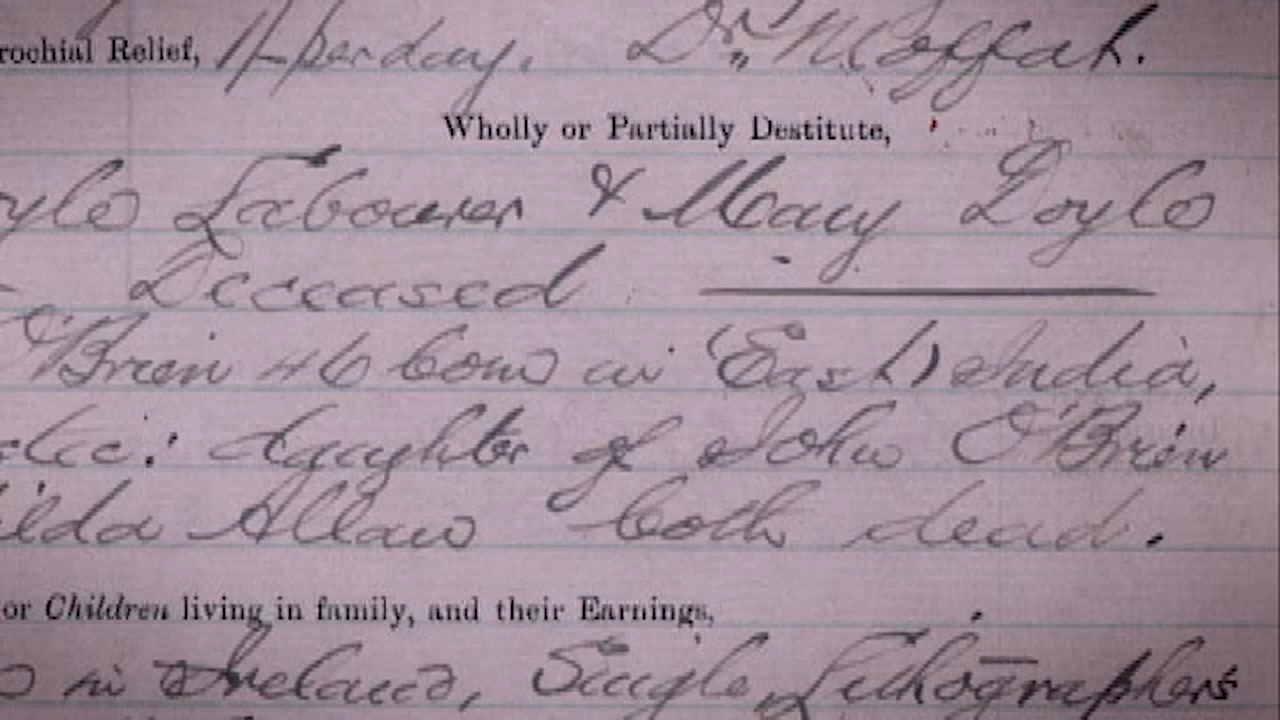 rochial Relief, 1/- per day. Dr. Moffat.
Wholly or Partially Destitute,
oyle Labourer & Mary Doyle
Deceased
O'Brien 46 born in (East) India,
daughter of John O'Brien
ilda Allan both dead.
or Children living in family, and their Earnings,
in Ireland, Single, Lithographers